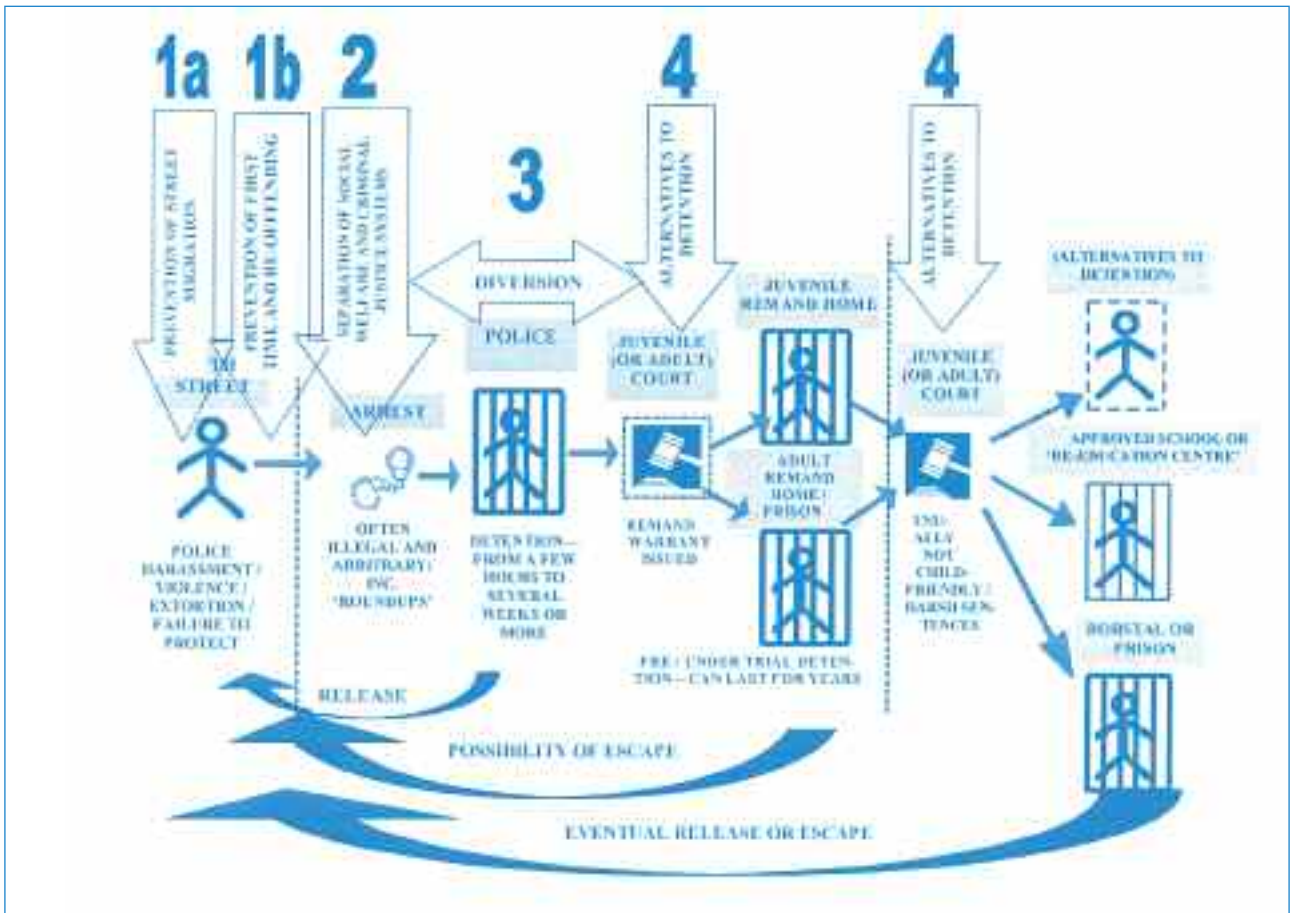 1a
1b
2
3
4
4
PREVENTION OF STREET
MIGRATION
PREVENTION OF FIRST
TIME AND RE-OFFENDING
SEPARATION OF SOCIAL
WELFARE AND CRIMINAL
JUSTICE SYSTEMS
DIVERSION
ALTERNATIVES TO
DETENTION
ALTERNATIVES TO
DETENTION
STREET
ARREST
POLICE
JUVENILE
(OR ADULT)
COURT
JUVENILE
REMAND HOME
ADULT
REMAND
HOME /
PRISON
JUVENILE
(OR ADULT)
COURT
(ALTERNATIVES TO
DETENTION)
APPROVED SCHOOL OR
'RE-EDUCATION CENTRE'
BORSTAL OR
PRISON
POLICE
HARASSMENT /
VIOLENCE /
EXTORTION /
FAILURE TO
PROTECT
OFTEN
ILLEGAL AND
ARBITRARY;
INC.
'ROUNDUPS'
DETENTION—
FROM A FEW
HOURS TO
SEVERAL
WEEKS OR
MORE
REMAND
WARRANT
ISSUED
PRE / UNDER TRIAL DETEN-
TION—CAN LAST FOR YEARS
NOT
CHILD-
FRIENDLY /
HARSH SEN-
TENCES
RELEASE
POSSIBILITY OF ESCAPE
EVENTUAL RELEASE OR ESCAPE